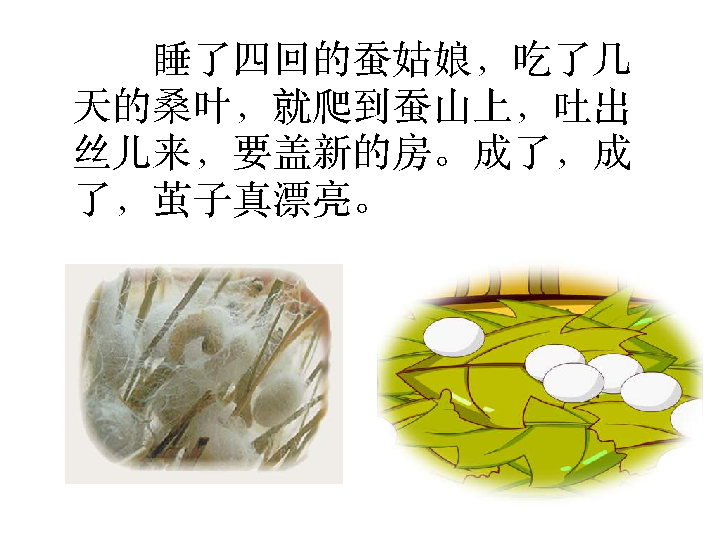 睡了四回的蚕姑娘，吃了几
天的桑叶，就爬到蚕山上，吐出
丝儿来，要盖新的房。成了，成
了，茧子真漂亮。